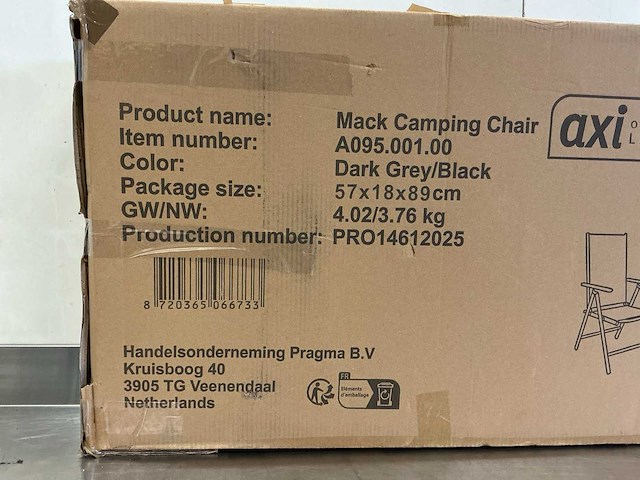 Product name: Mack Camping Chair
Item number: A095.001.00
Color: Dark Grey/Black
Package size: 57x18x89cm
GW/NW: 4.02/3.76 kg
Production number: PRO14612025
axi
8 720365 066733
Handelsonderneming Pragma B.V
Kruisboog 40
3905 TG Veenendaal
Netherlands
FR
Éléments
d'emballage